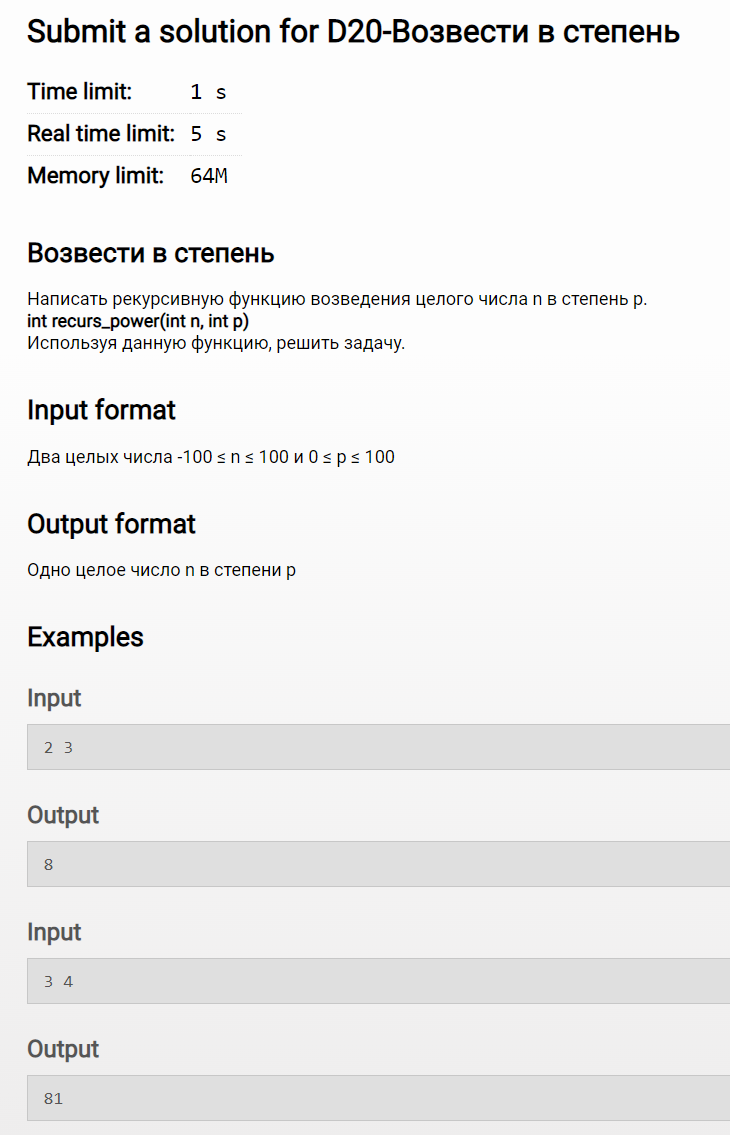 Submit a solution for D20-Возвести в степень
Time limit: 1 s
Real time limit: 5 s
Memory limit: 64M
Возвести в степень
Написать рекурсивную функцию возведения целого числа n в степень p.
int recurs_power(int n, int p)
Используя данную функцию, решить задачу.
Input format
Два целых числа -100 ≤ n ≤ 100 и 0 ≤ p ≤ 100
Output format
Одно целое число n в степени p
Examples
Input
2 3
Output
8
Input
3 4
Output
81